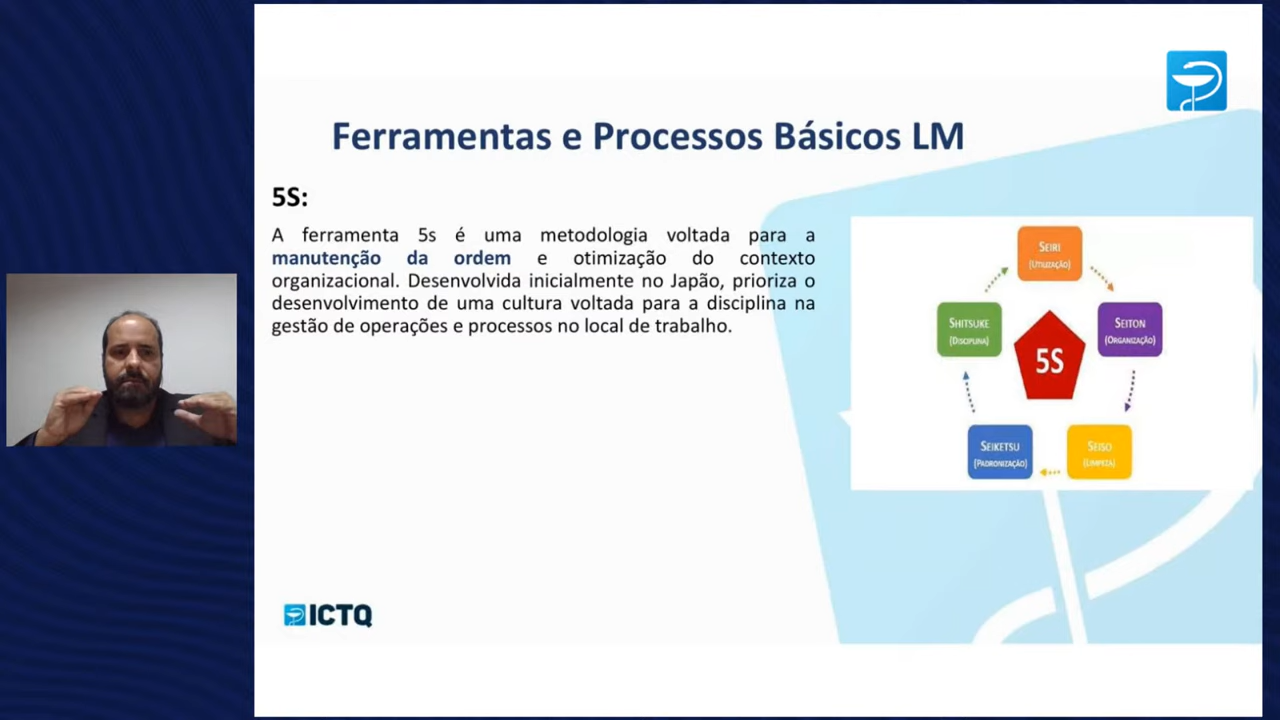 Ferramentas e Processos Básicos LM
5S:
A ferramenta 5s é uma metodologia voltada para a
manutenção da ordem e otimização do contexto
organizacional. Desenvolvida inicialmente no Japão, prioriza o
desenvolvimento de uma cultura voltada para a disciplina na
gestão de operações e processos no local de trabalho.
SEIRI
(UTILIZAÇÃO)
SHITSUKE
(DISCIPLINA)
5S
SEITON
(ORGANIZAÇÃO)
SEIKETSU
(PADRONIZAÇÃO)
SEISO
(LIMPEZA)
ICTQ